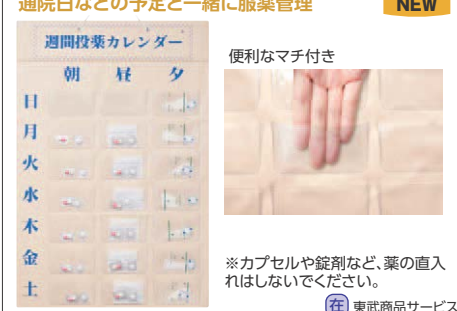 通院日などの予定と一緒に服薬管理
NEW
週間投薬カレンダー
朝 昼 夕
日
月
火
水
木
金
土
便利なマチ付き
※カプセルや錠剤など、薬の直入
れはしないでください。
在 東武商品サービス